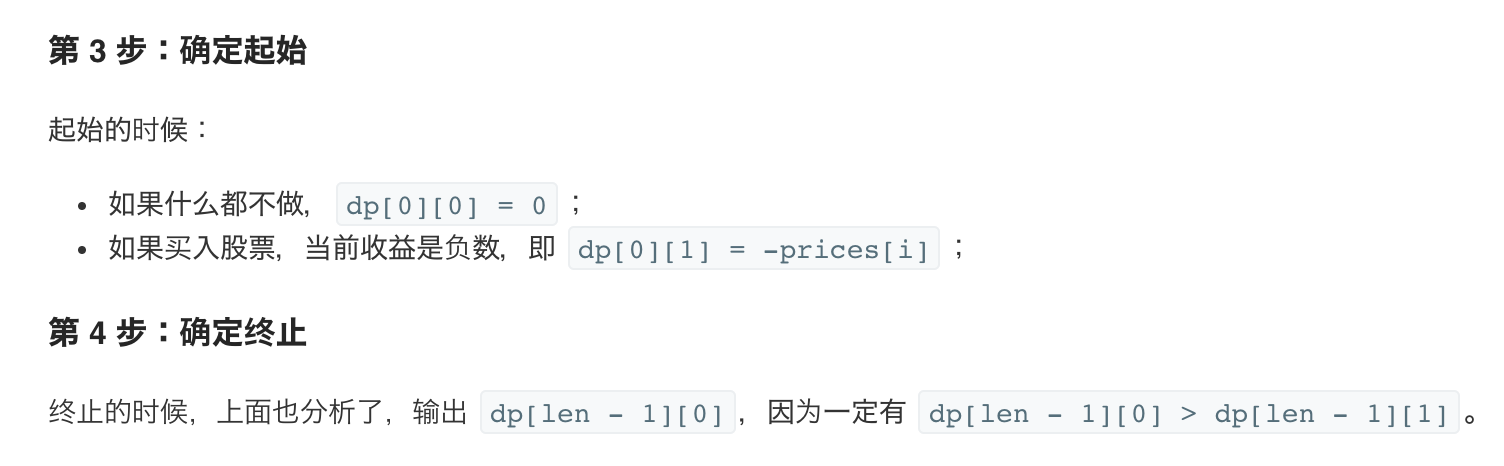 第 3 步：确定起始
起始的时候：
如果什么都不做，dp[0][0] = 0 ；
如果买入股票，当前收益是负数，即 dp[0][1] = -prices[i] ；
第 4 步：确定终止
终止的时候，上面也分析了，输出 dp[len - 1][0]，因为一定有 dp[len - 1][0] > dp[len - 1][1] 。